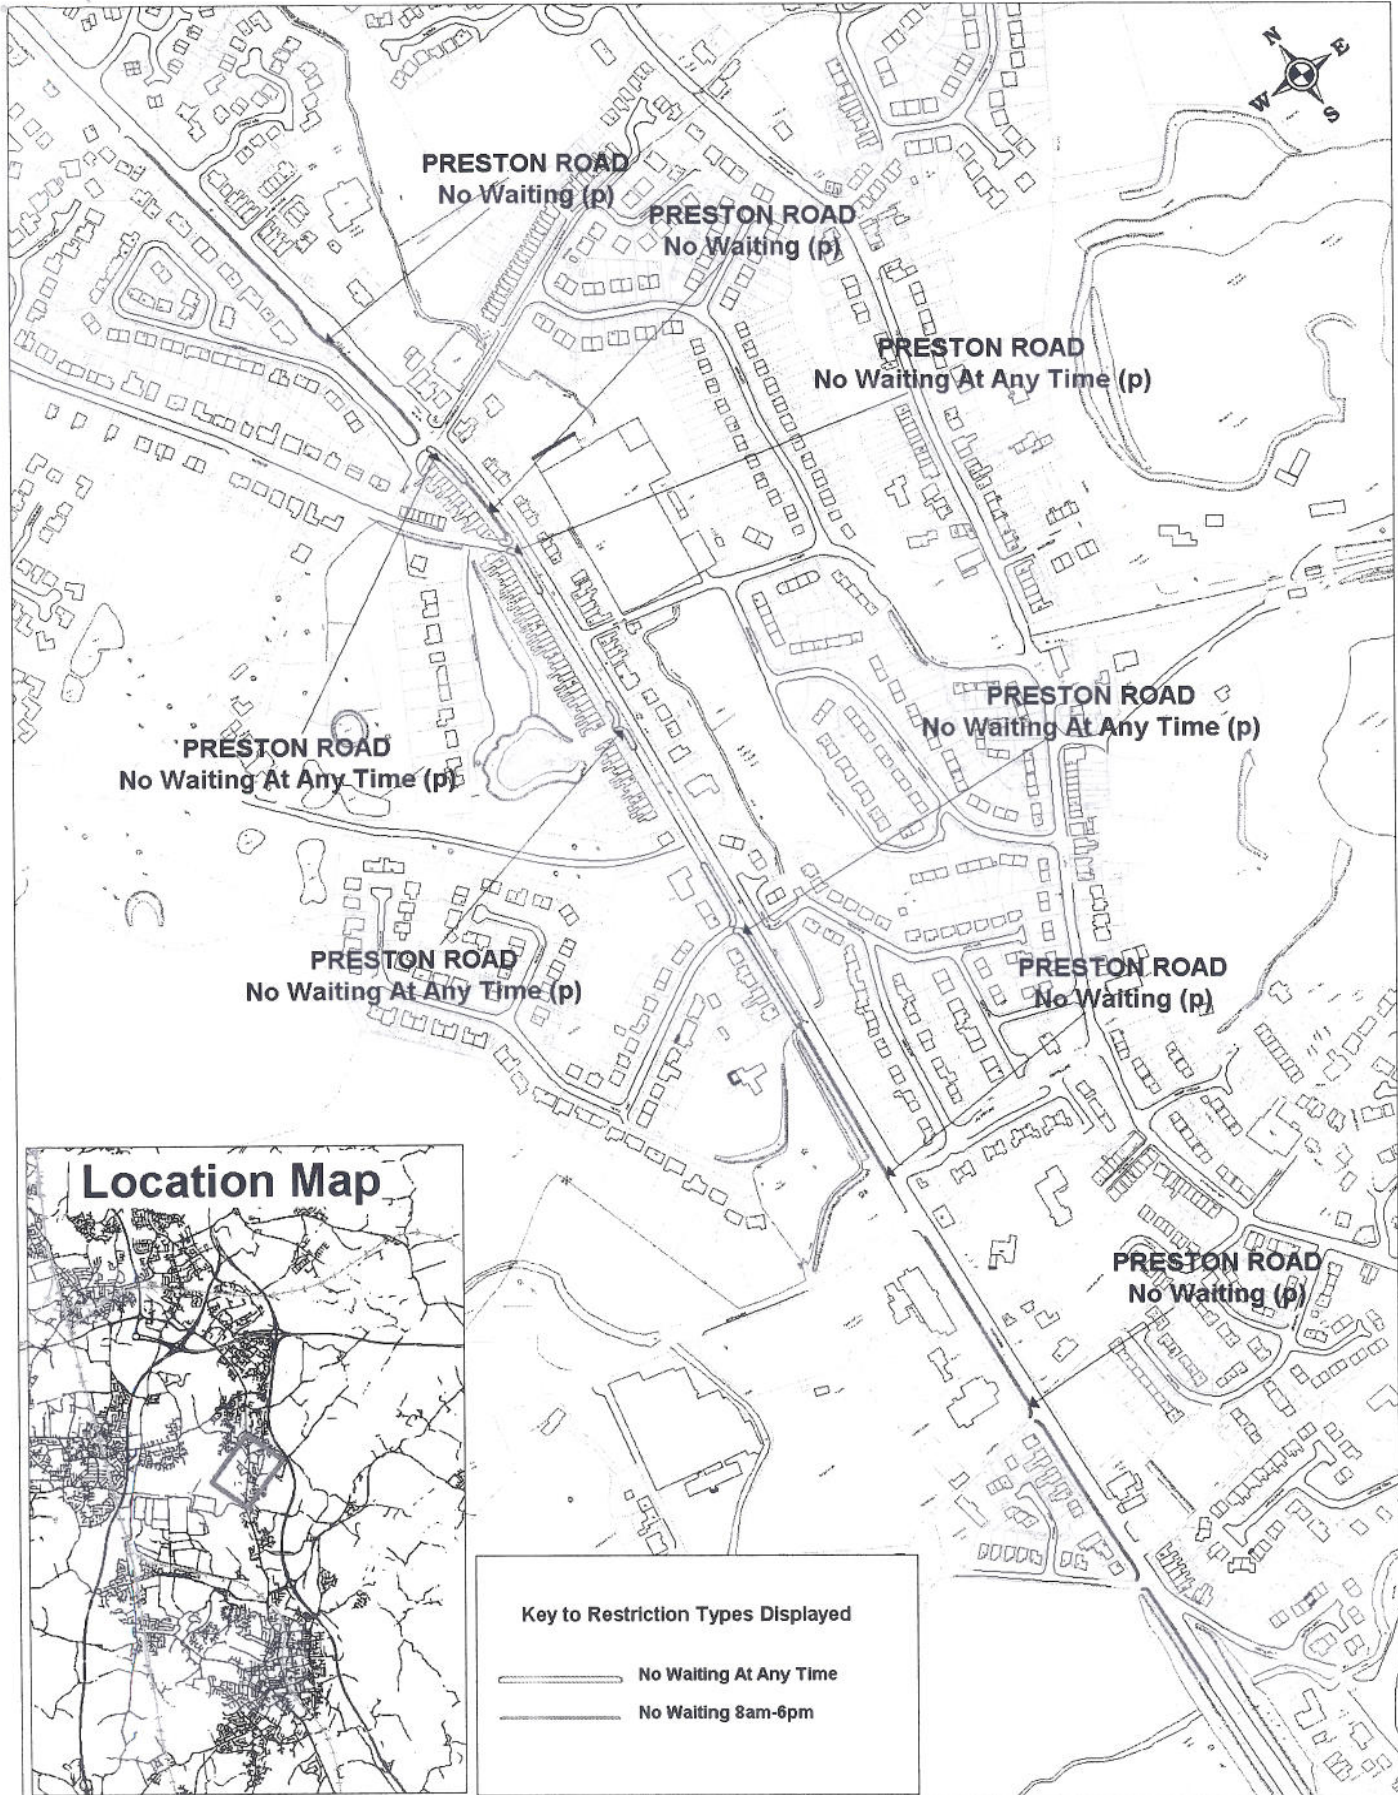 N
E
W
S
PRESTON ROAD
No Waiting (p)
PRESTON ROAD
No Waiting (p)
PRESTON ROAD
No Waiting At Any Time (p)
PRESTON ROAD
No Waiting At Any Time (p)
PRESTON ROAD
No Waiting At Any Time (p)
PRESTON ROAD
No Waiting At Any Time (p)
PRESTON ROAD
No Waiting (p)
PRESTON ROAD
No Waiting (p)
Location Map
Key to Restriction Types Displayed
No Waiting At Any Time
No Waiting 8am-6pm